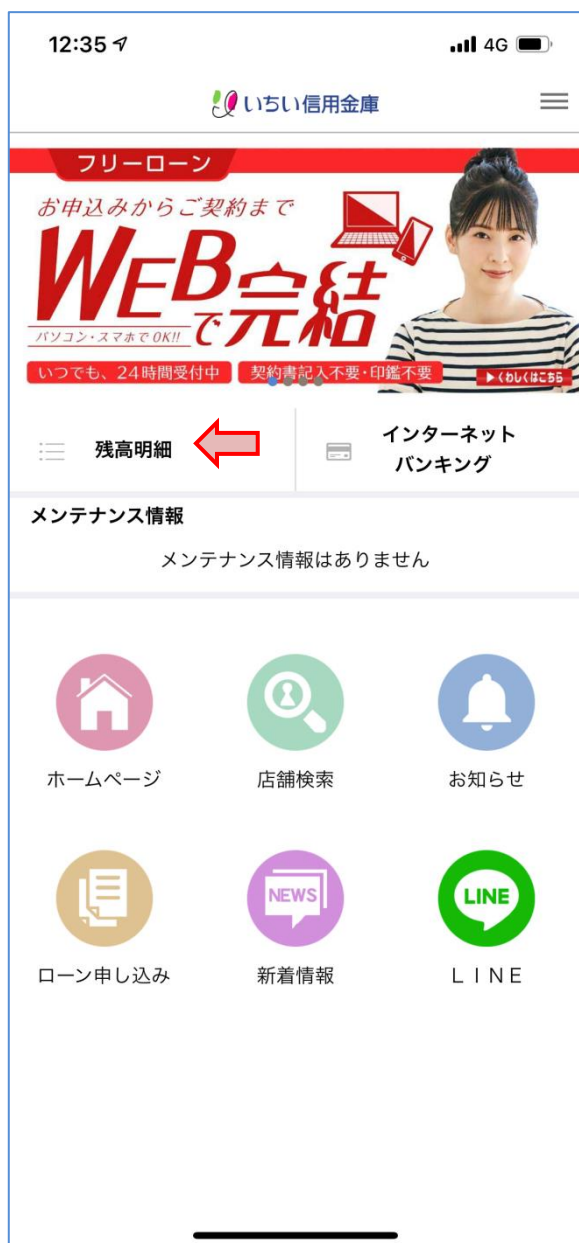 12:35
4G
いちい信用金庫
フリーローン
お申込みからご契約まで
WEBで完結
パソコン・スマホでOK!!
いつでも、24時間受付中
契約書記入不要・印鑑不要
▶くわしくはこちら
残高明細
インターネット
バンキング
メンテナンス情報
メンテナンス情報はありません
ホームページ
店舗検索
お知らせ
NEWS
LINE
ローン申し込み
新着情報
ＬＩＮＥ